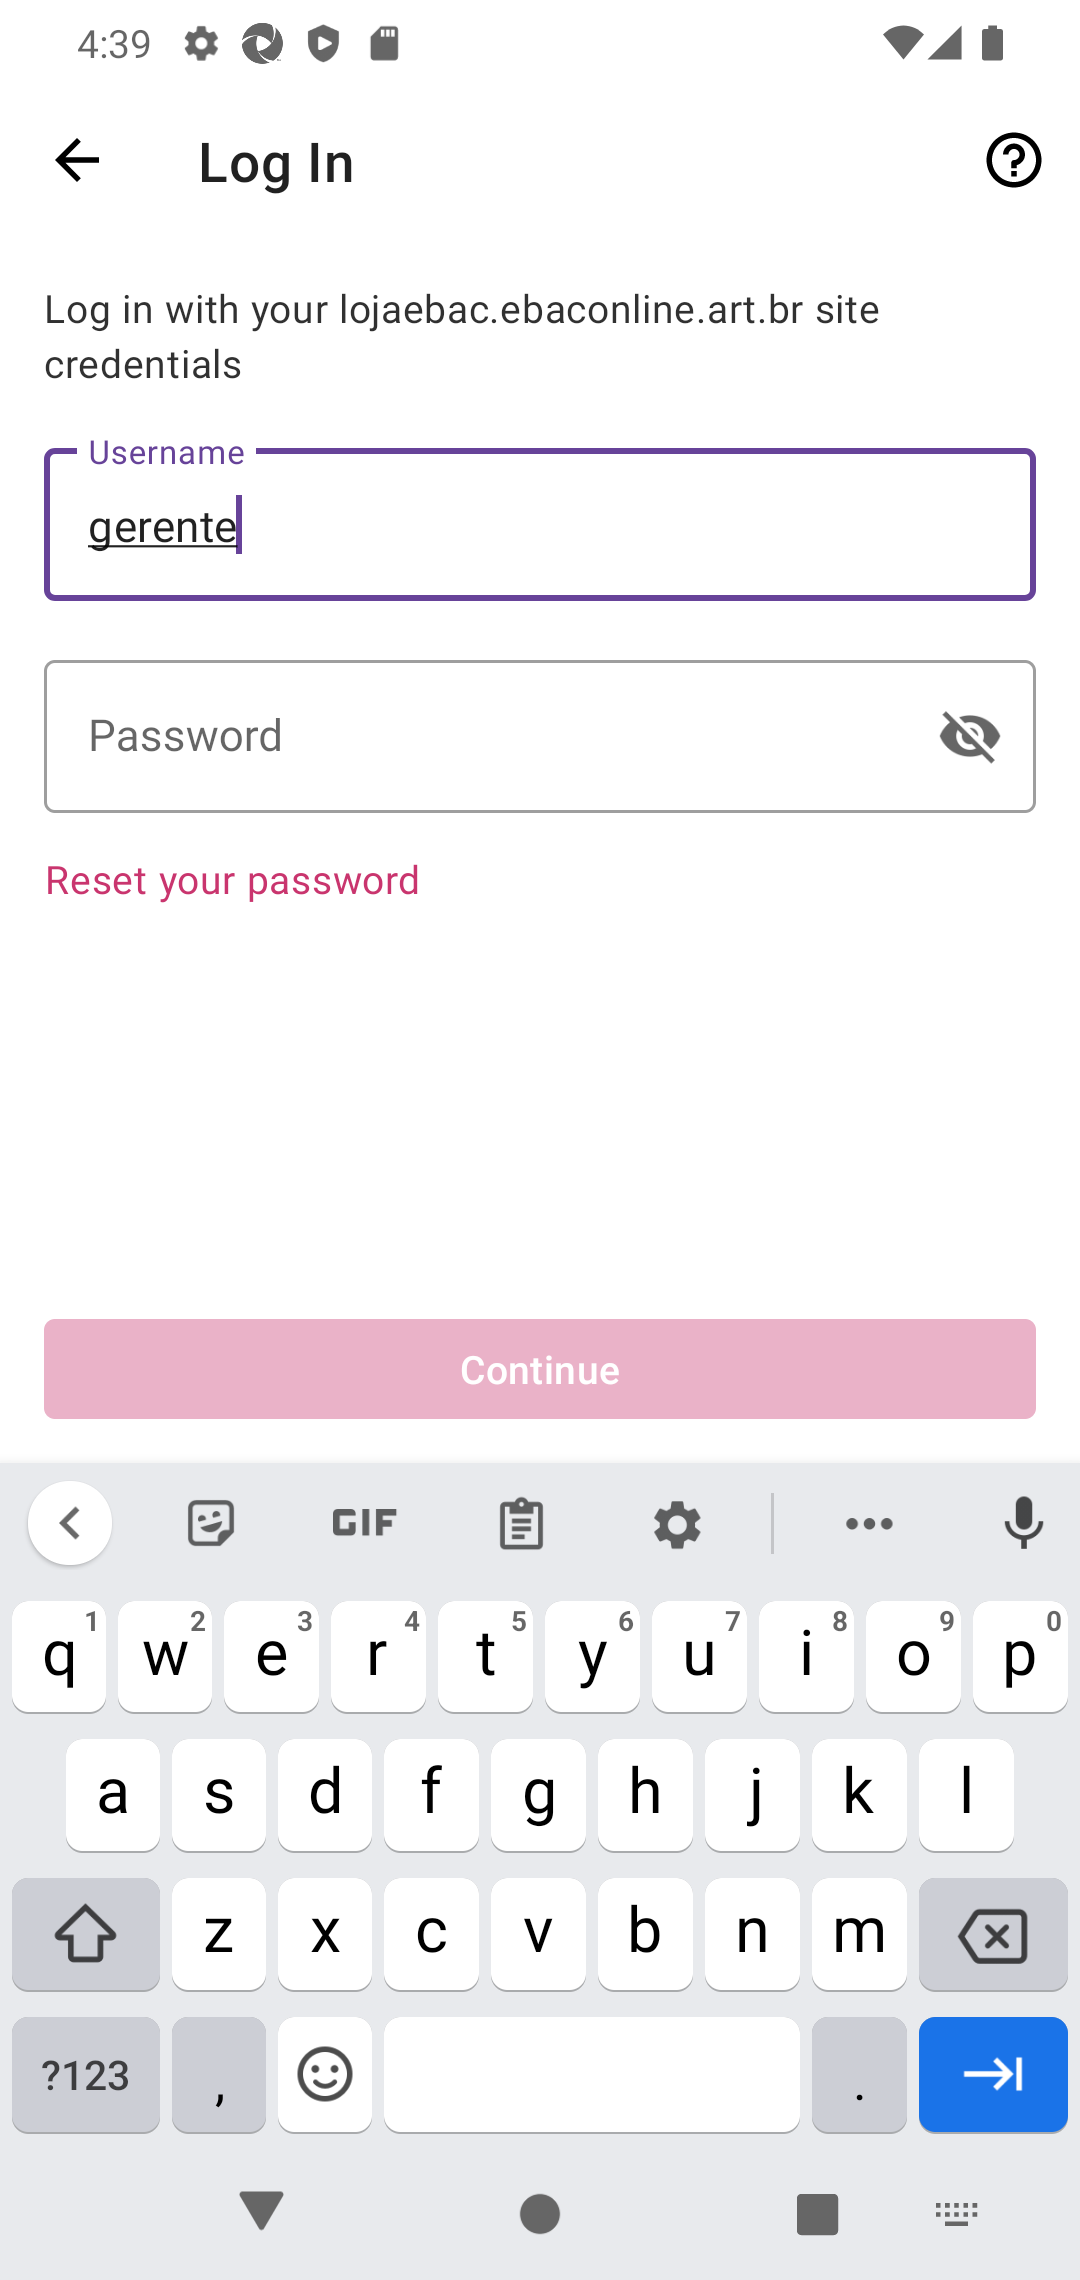 4:39
Log In
Log in with your lojaebac.ebaconline.art.br site
credentials
Username
gerente
Password
Reset your password
Continue
GIF
q1 w2 e3 r4 t5 y6 u7 i8 o9 p0
a s d f g h j k l
z x c v b n m
?123 , .